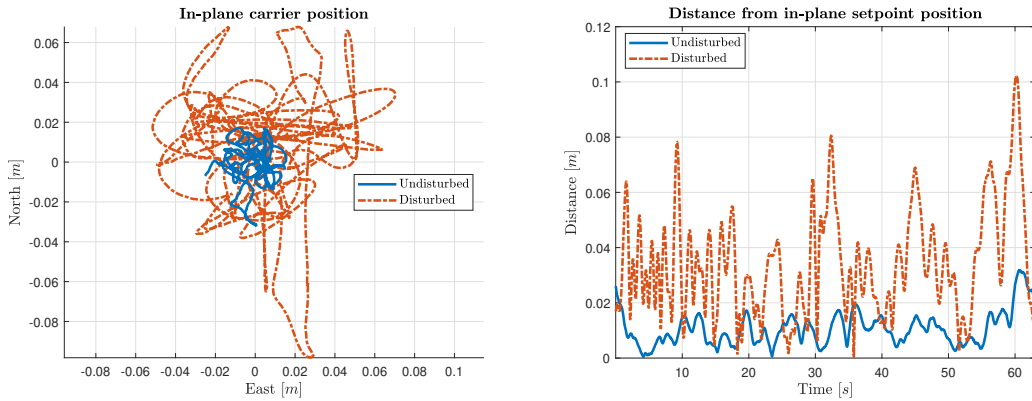 In-plane carrier position
0.06
0.04
0.02
0
-0.02
-0.04
-0.06
-0.08
North [m]
Undisturbed
Disturbed
-0.08 -0.06 -0.04 -0.02 0 0.02 0.04 0.06 0.08 0.1
East [m]
Distance from in-plane setpoint position
0.12
0.1
0.08
0.06
0.04
0.02
0
Distance [m]
Undisturbed
Disturbed
10 20 30 40 50 60
Time [s]